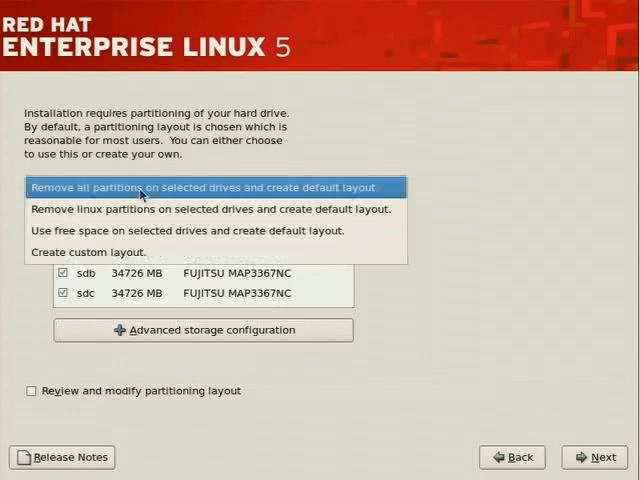 RED HAT
ENTERPRISE LINUX 5
Installation requires partitioning of your hard drive.
By default, a partitioning layout is chosen which is
reasonable for most users.  You can either choose
to use this or create your own.
Remove all partitions on selected drives and create default layout.
Remove linux partitions on selected drives and create default layout.
Use free space on selected drives and create default layout.
Create custom layout.
sdb 34726 MB FUJITSU MAP3367NC
sdc 34726 MB FUJITSU MAP3367NC
Advanced storage configuration
Review and modify partitioning layout
Release Notes
Back
Next